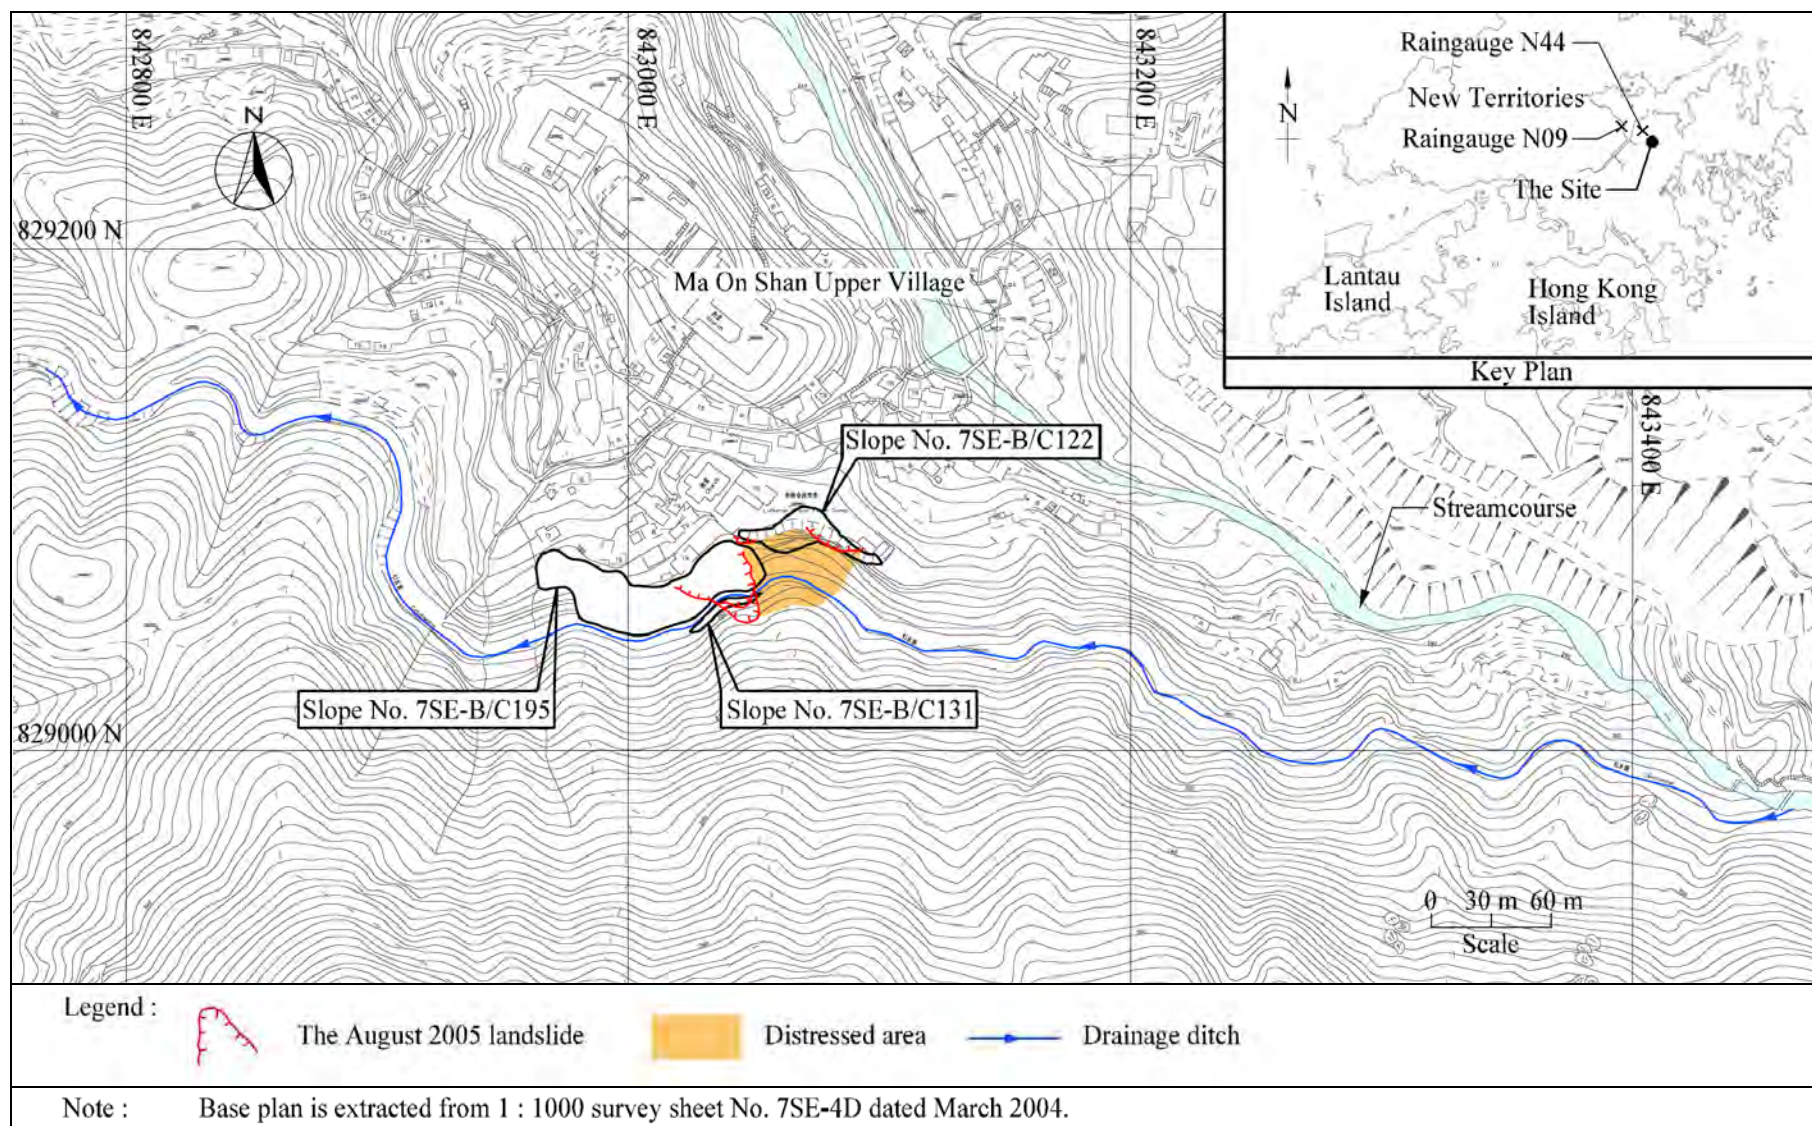 842800 E
843000 E
843200 E
843400 E
N
829200 N
829000 N
Ma On Shan Upper Village
Slope No. 7SE-B/C122
Slope No. 7SE-B/C195
Slope No. 7SE-B/C131
Streamcourse
0 30 m 60 m
Scale
N
Raingauge N44
New Territories
Raingauge N09
The Site
Lantau
Island
Hong Kong
Island
Key Plan
Legend :
The August 2005 landslide
Distressed area
Drainage ditch
Note : Base plan is extracted from 1 : 1000 survey sheet No. 7SE-4D dated March 2004.